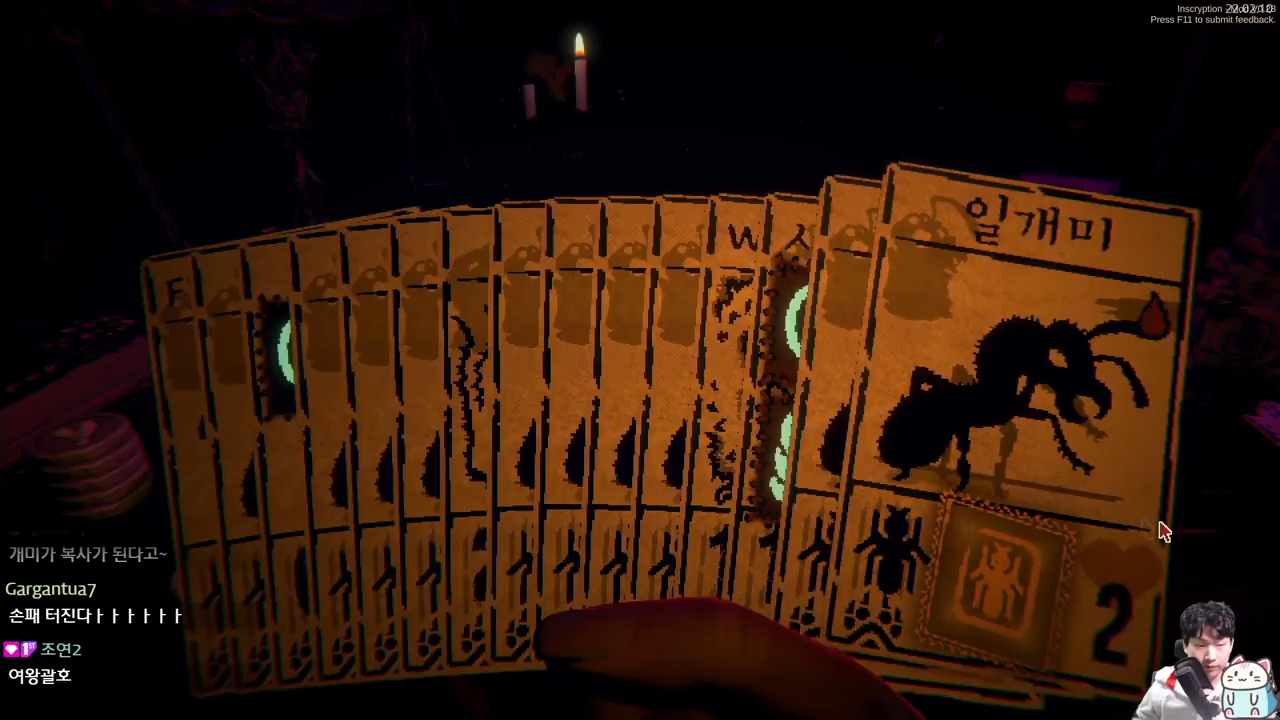 Press F11 to submit feedback.
일개미
F
W
2
개미가 복사가 된다고~
Gargantua7
손패 터진다ㅏㅏㅏㅏㅏㅏ
조연2
여왕괄호